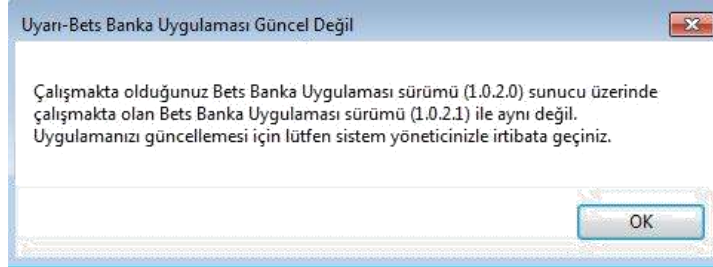 Uyarı-Bets Banka Uygulaması Güncel Değil
Çalışmakta olduğunuz Bets Banka Uygulaması sürümü (1.0.2.0) sunucu üzerinde
çalışmakta olan Bets Banka Uygulaması sürümü (1.0.2.1) ile aynı değil.
Uygulamanızı güncellemesi için lütfen sistem yöneticinizle irtibata geçiniz.
OK